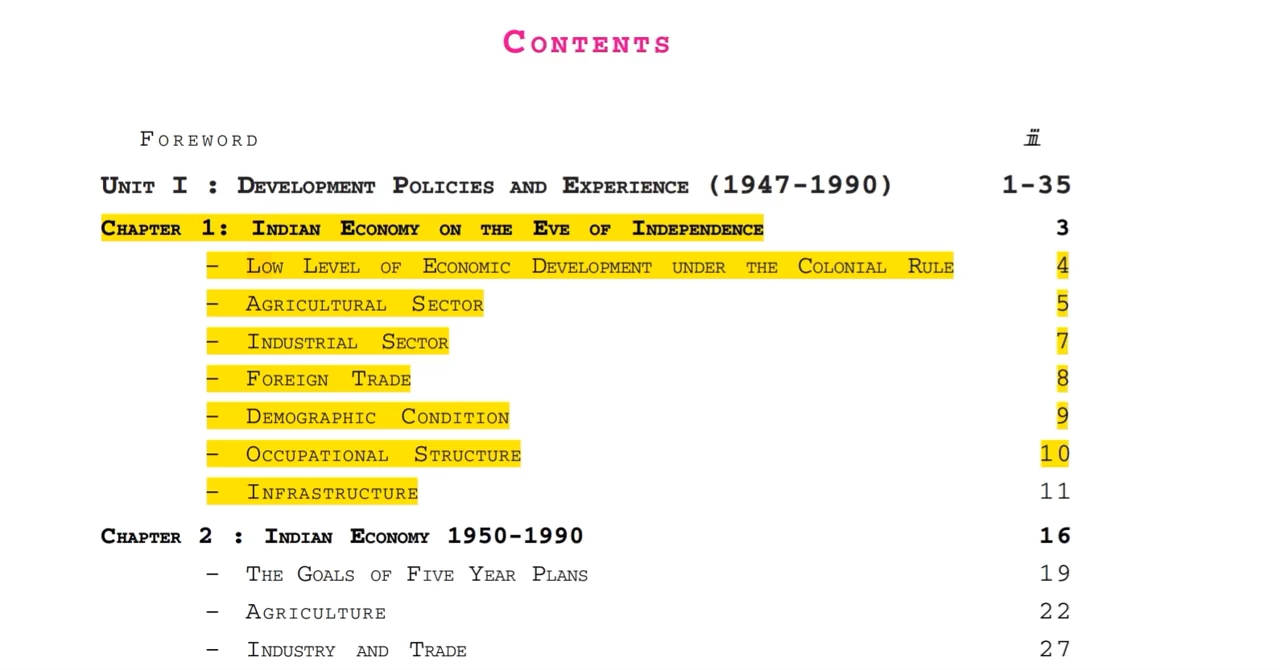 CONTENTS
FOREWORD iii
UNIT I : DEVELOPMENT POLICIES AND EXPERIENCE (1947-1990) 1-35
CHAPTER 1: INDIAN ECONOMY ON THE EVE OF INDEPENDENCE 3
– LOW LEVEL OF ECONOMIC DEVELOPMENT UNDER THE COLONIAL RULE 4
– AGRICULTURAL SECTOR 5
– INDUSTRIAL SECTOR 7
– FOREIGN TRADE 8
– DEMOGRAPHIC CONDITION 9
– OCCUPATIONAL STRUCTURE 10
– INFRASTRUCTURE 11
CHAPTER 2 : INDIAN ECONOMY 1950-1990 16
– THE GOALS OF FIVE YEAR PLANS 19
– AGRICULTURE 22
– INDUSTRY AND TRADE 27